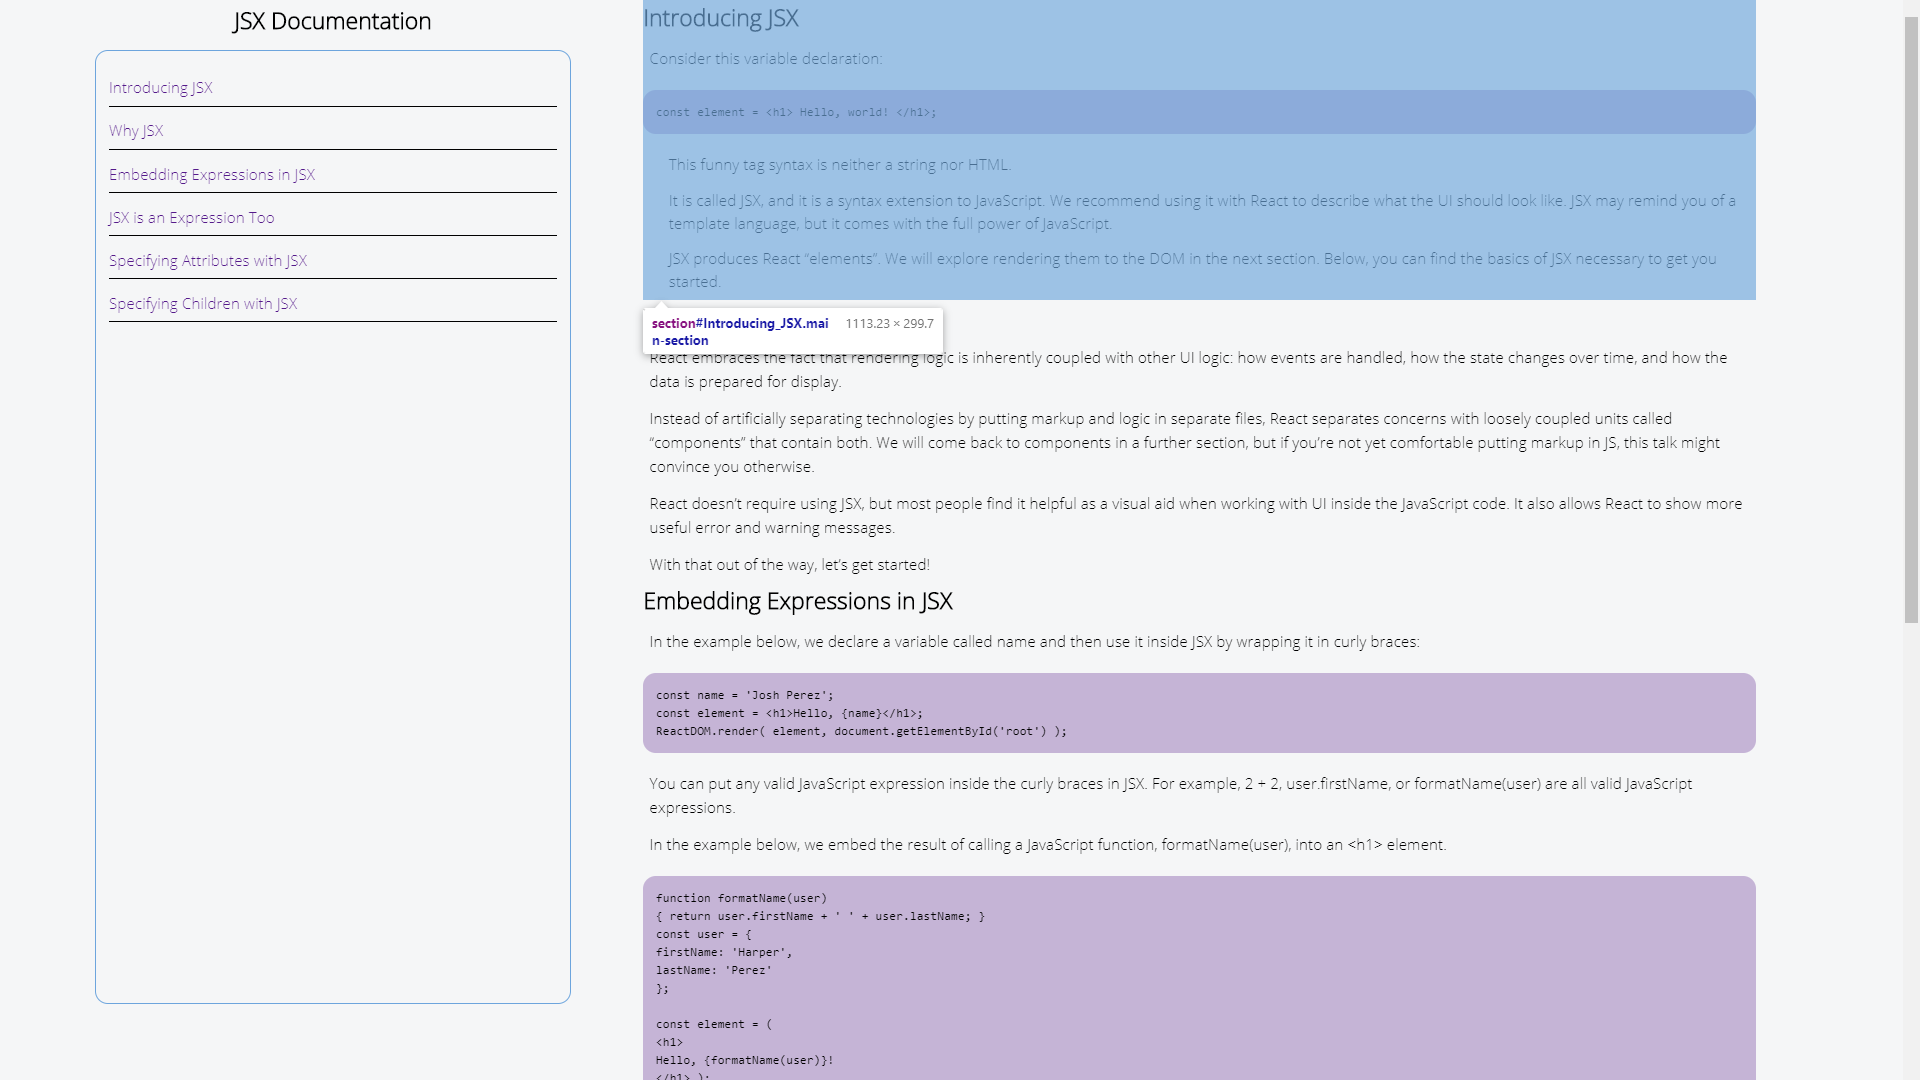 JSX Documentation
Introducing JSX
Why JSX
Embedding Expressions in JSX
JSX is an Expression Too
Specifying Attributes with JSX
Specifying Children with JSX
Introducing JSX
Consider this variable declaration:
const element = <h1> Hello, world! </h1>;
This funny tag syntax is neither a string nor HTML.
It is called JSX, and it is a syntax extension to JavaScript. We recommend using it with React to describe what the UI should look like. JSX may remind you of a
template language, but it comes with the full power of JavaScript.
JSX produces React “elements”. We will explore rendering them to the DOM in the next section. Below, you can find the basics of JSX necessary to get you
started.
section#Introducing_JSX.mai 1113.23 × 299.7
n-section
React embraces the fact that rendering logic is inherently coupled with other UI logic: how events are handled, how the state changes over time, and how the
data is prepared for display.
Instead of artificially separating technologies by putting markup and logic in separate files, React separates concerns with loosely coupled units called
“components” that contain both. We will come back to components in a further section, but if you’re not yet comfortable putting markup in JS, this talk might
convince you otherwise.
React doesn’t require using JSX, but most people find it helpful as a visual aid when working with UI inside the JavaScript code. It also allows React to show more
useful error and warning messages.
With that out of the way, let’s get started!
Embedding Expressions in JSX
In the example below, we declare a variable called name and then use it inside JSX by wrapping it in curly braces:
const name = 'Josh Perez';
const element = <h1>Hello, {name}</h1>;
ReactDOM.render( element, document.getElementById('root') );
You can put any valid JavaScript expression inside the curly braces in JSX. For example, 2 + 2, user.firstName, or formatName(user) are all valid JavaScript
expressions.
In the example below, we embed the result of calling a JavaScript function, formatName(user), into an <h1> element.
function formatName(user)
{ return user.firstName + ' ' + user.lastName; }
const user = {
firstName: 'Harper',
lastName: 'Perez'
};
const element = (
<h1>
Hello, {formatName(user)}!
</h1> );